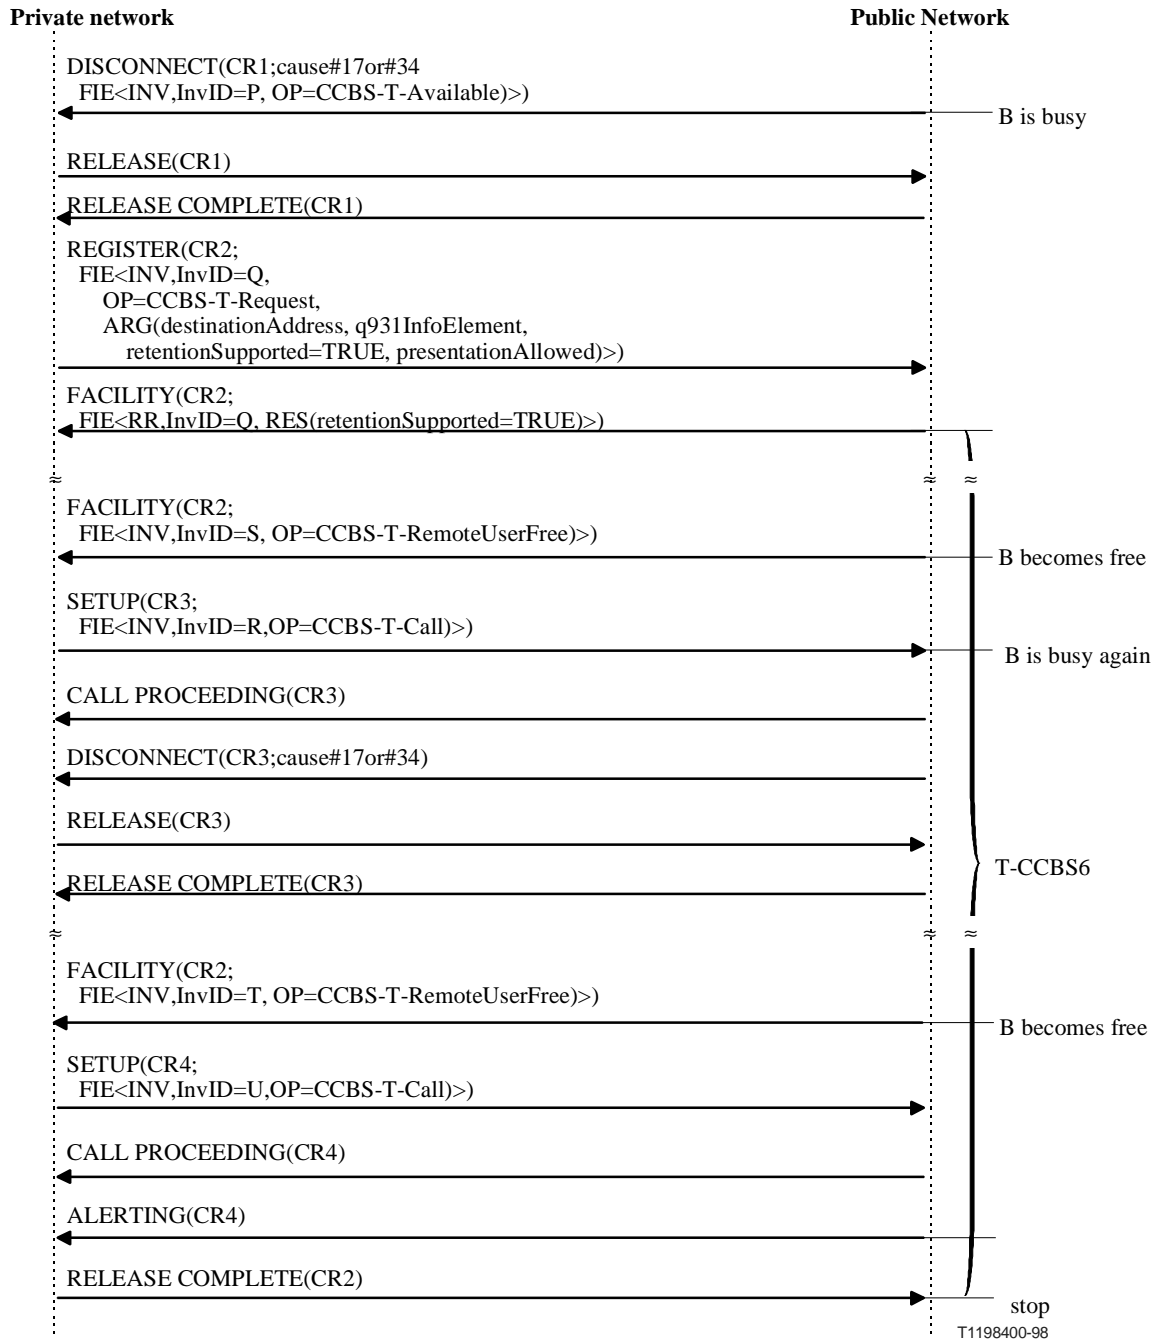 Private network
Public Network
DISCONNECT(CR1;cause#17or#34
FIE<INV,InvID=P, OP=CCBS-T-Available)>)
B is busy
RELEASE(CR1)
RELEASE COMPLETE(CR1)
REGISTER(CR2;
FIE<INV,InvID=Q,
OP=CCBS-T-Request,
ARG(destinationAddress, q931InfoElement,
retentionSupported=TRUE, presentationAllowed)>)
FACILITY(CR2;
FIE<RR,InvID=Q, RES(retentionSupported=TRUE)>)
≈ ≈ ≈
FACILITY(CR2;
FIE<INV,InvID=S, OP=CCBS-T-RemoteUserFree)>)
B becomes free
SETUP(CR3;
FIE<INV,InvID=R,OP=CCBS-T-Call)>)
B is busy again
CALL PROCEEDING(CR3)
DISCONNECT(CR3;cause#17or#34)
RELEASE(CR3)
T-CCBS6
RELEASE COMPLETE(CR3)
≈ ≈ ≈
FACILITY(CR2;
FIE<INV,InvID=T, OP=CCBS-T-RemoteUserFree)>)
B becomes free
SETUP(CR4;
FIE<INV,InvID=U,OP=CCBS-T-Call)>)
CALL PROCEEDING(CR4)
ALERTING(CR4)
RELEASE COMPLETE(CR2)
stop
T1198400-98